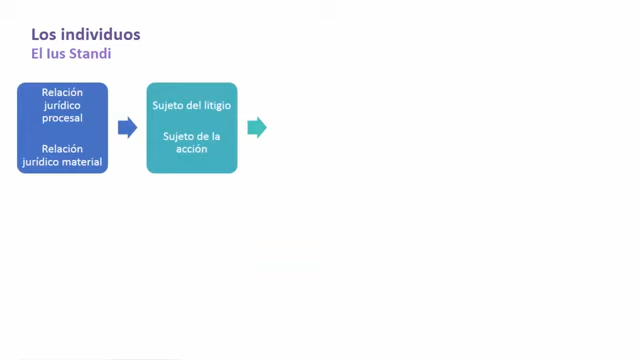 Los individuos
El Ius Standi
Relación
jurídico
procesal
Relación
jurídico material
Sujeto del litigio
Sujeto de la
acción